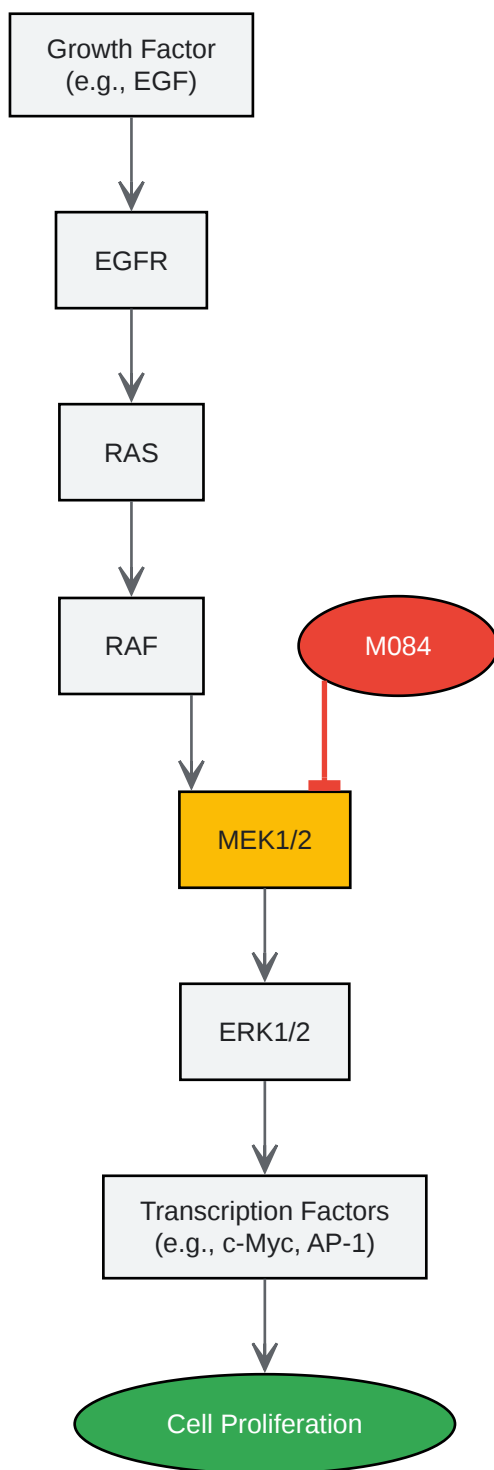 Growth Factor
(e.g., EGF)
EGFR
RAS
RAF
M084
MEK1/2
ERK1/2
Transcription Factors
(e.g., c-Myc, AP-1)
Cell Proliferation